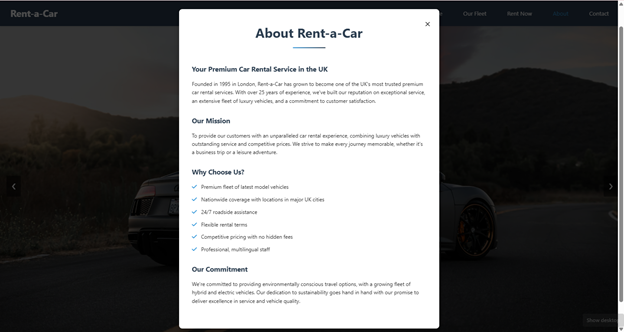 Rent-a-Car
Our Fleet
Rent Now
About
Contact
×
About Rent-a-Car
Your Premium Car Rental Service in the UK
Founded in 1995 in London, Rent-a-Car has grown to become one of the UK's most trusted premium
car rental services. With over 25 years of experience, we've built our reputation on exceptional service,
an extensive fleet of luxury vehicles, and a commitment to customer satisfaction.
Our Mission
To provide our customers with an unparalleled car rental experience, combining luxury vehicles with
outstanding service and competitive prices. We strive to make every journey memorable, whether it's
a business trip or a leisure adventure.
Why Choose Us?
Premium fleet of latest model vehicles
Nationwide coverage with locations in major UK cities
24/7 roadside assistance
Flexible rental terms
Competitive pricing with no hidden fees
Professional, multilingual staff
Our Commitment
We're committed to providing environmentally conscious travel options, with a growing fleet of
hybrid and electric vehicles. Our dedication to sustainability goes hand in hand with our promise to
deliver excellence in service and vehicle quality.
Show desktop